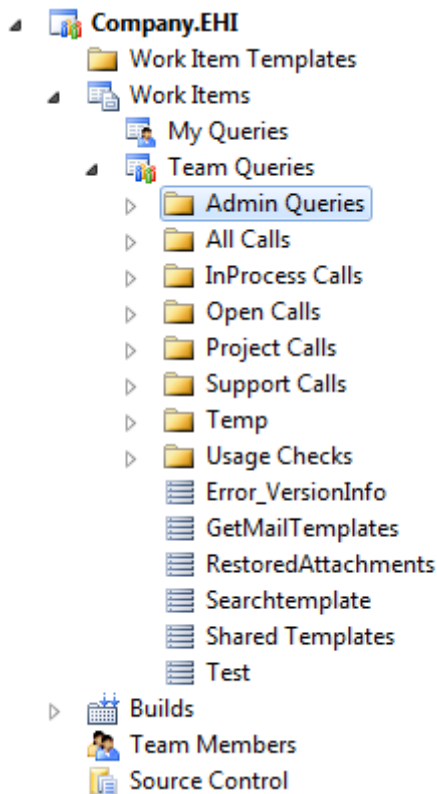 Company.EHI
Work Item Templates
Work Items
My Queries
Team Queries
Admin Queries
All Calls
InProcess Calls
Open Calls
Project Calls
Support Calls
Temp
Usage Checks
Error_VersionInfo
GetMailTemplates
RestoredAttachments
Searchtemplate
Shared Templates
Test
Builds
Team Members
Source Control